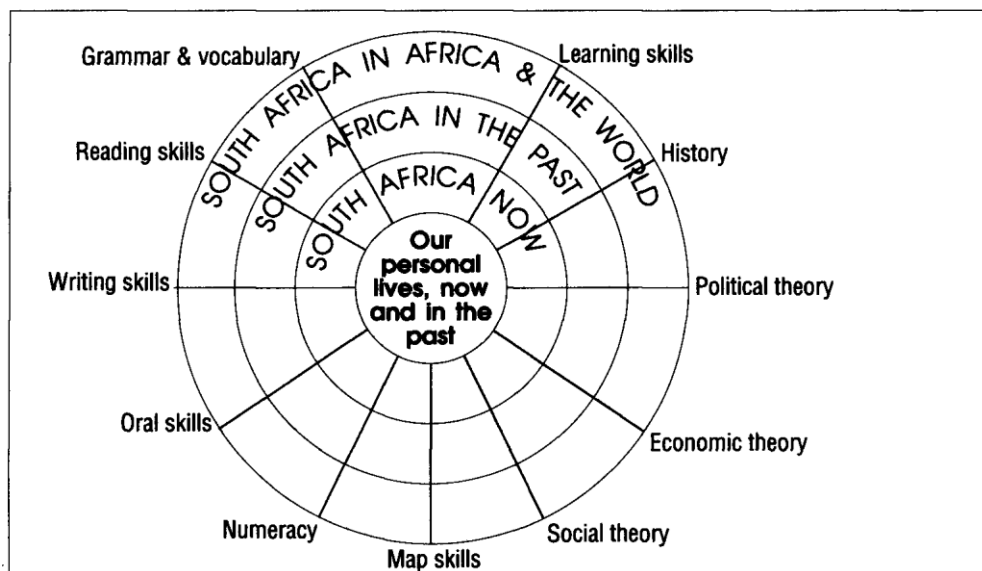 Grammar & vocabulary
Learning skills
SOUTH AFRICA IN AFRICA & THE WORLD
Reading skills
SOUTH AFRICA IN THE PAST
History
SOUTH AFRICA NOW
Our
personal
lives, now
and in the
past
Writing skills
Political theory
Oral skills
Economic theory
Numeracy
Social theory
Map skills